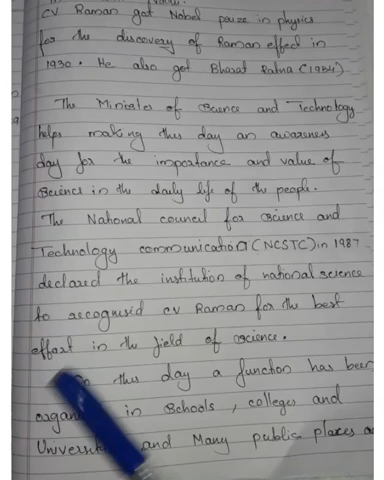 CV Raman got Nobel in physics
for the discovery of Raman effect in
1930. He also got Bharat Ratna (1954)
The Minister of Science and Technology
helps making this day an awareness
day for the importance and value of
Science in the daily life of the people.
The National council for science and
Technology communication (NCSTC) in 1987
declared the institution of national science
to CV Raman for the best
effort in the field of science.
this day a function has been
in Schools, colleges and
and Many public places